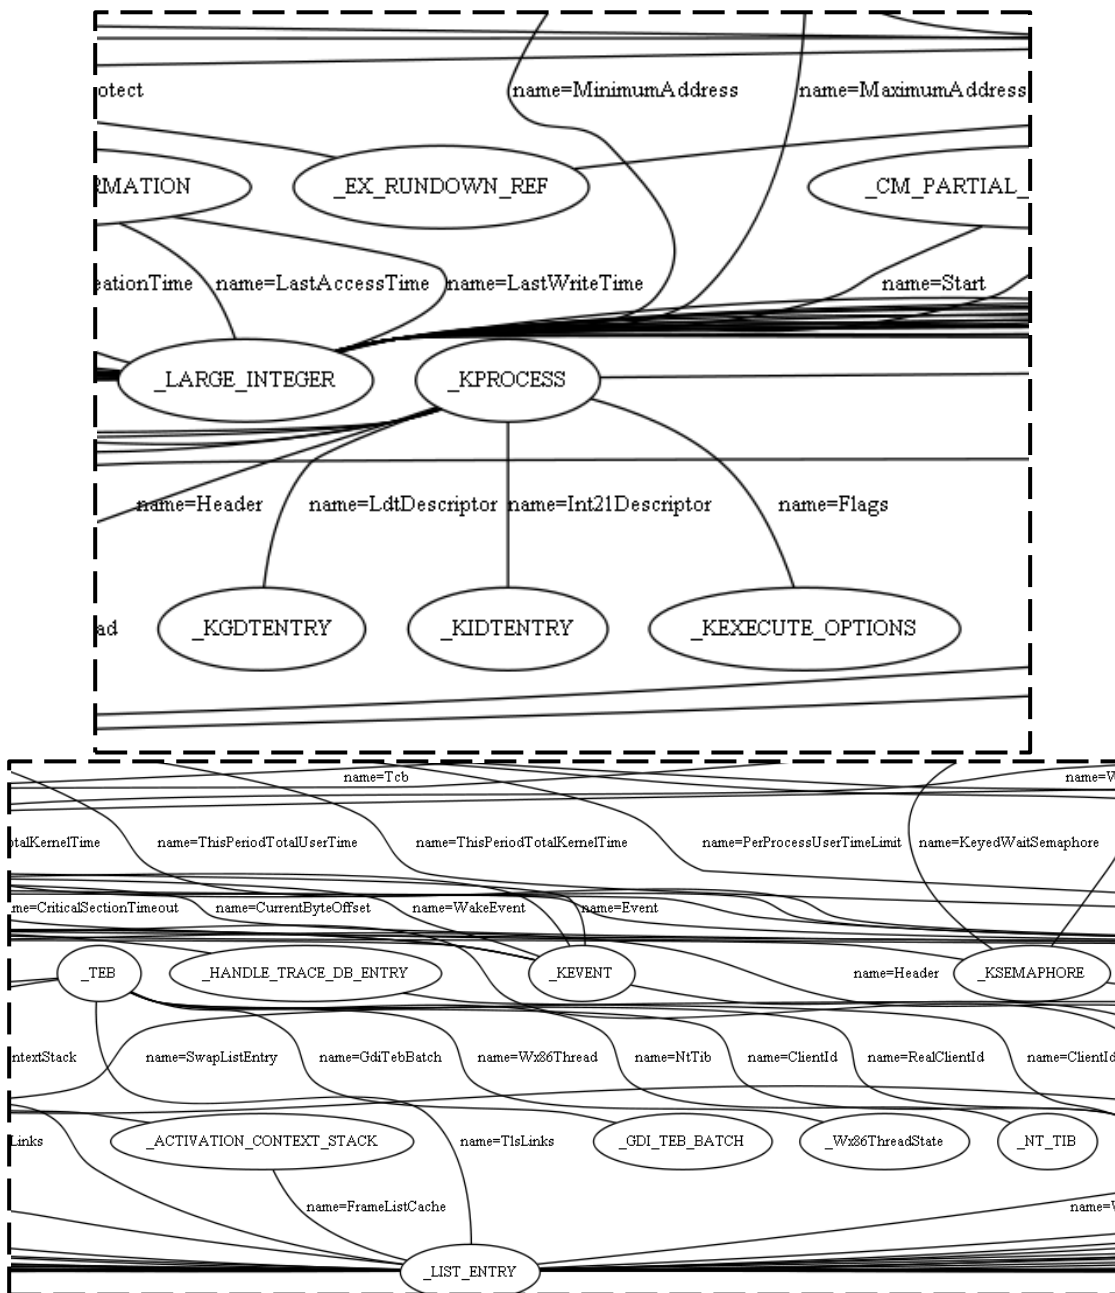 otect name=MinimumAddress name=MaximumAddress
RMATION _EX_RUNDOWN_REF _CM_PARTIAL_
eationTime name=LastAccessTime name=LastWriteTime name=Start
_LARGE_INTEGER _KPROCESS
name=Header name=LdtDescriptor name=Int21Descriptor name=Flags
ad _KGDTENTRY _KIDTENTRY _KEXECUTE_OPTIONS
name=Tcb name=W
otalKernelTime name=ThisPeriodTotalUserTime name=ThisPeriodTotalKernelTime name=PerProcessUserTimeLimit name=KeyedWaitSemaphore
me=CriticalSectionTimeout name=CurrentByteOffset name=WakeEvent name=Event
_TEB _HANDLE_TRACE_DB_ENTRY _KEVENT name=Header _KSEMAPHORE
ntextStack name=SwapListEntry name=GdiTebBatch name=Wx86Thread name=NtTib name=ClientId name=RealClientId name=ClientId
Links _ACTIVATION_CONTEXT_STACK name=TlsLinks _GDI_TEB_BATCH _Wx86ThreadState _NT_TIB
name=FrameListCache name=V
_LIST_ENTRY